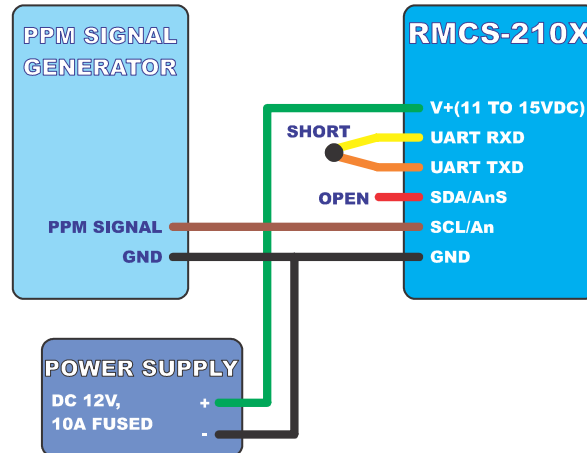 PPM SIGNAL
GENERATOR
PPM SIGNAL
GND
SHORT
OPEN
RMCS-210X
V+(11 TO 15VDC)
UART RXD
UART TXD
SDA/AnS
SCL/An
GND
POWER SUPPLY
DC 12V, +
10A FUSED -